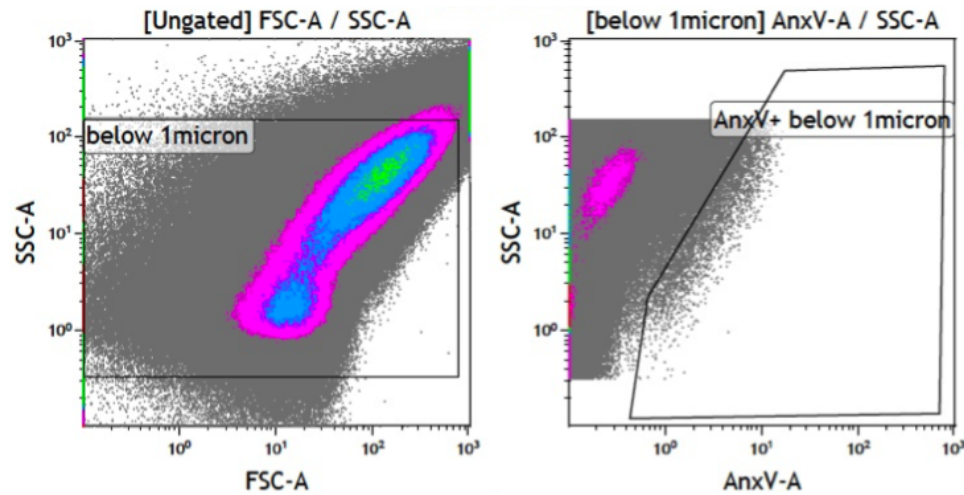 [Ungated] FSC-A / SSC-A
10³
10²
10¹
10⁰
SSC-A
below 1micron
10⁰
10¹
10²
10³
FSC-A
[below 1micron] AnxV-A / SSC-A
10³
10²
10¹
10⁰
SSC-A
AnxV+ below 1micron
10⁰
10¹
10²
10³
AnxV-A